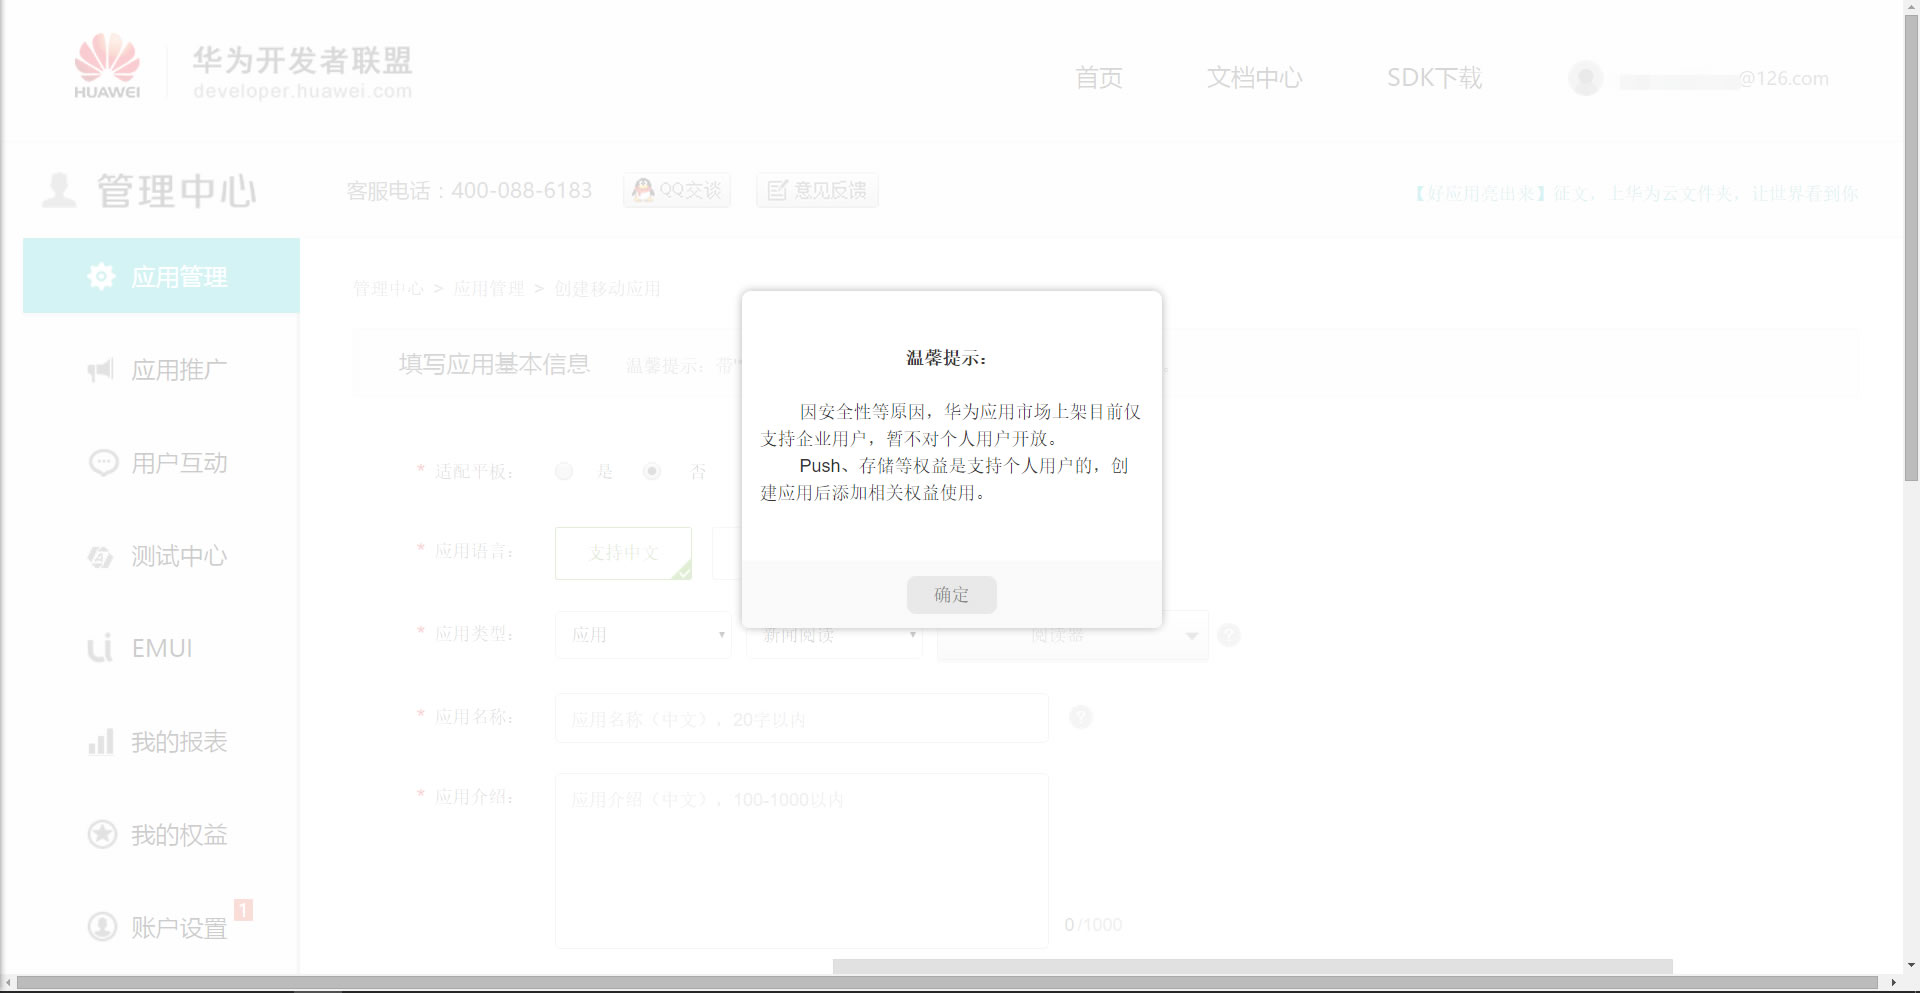 HUAWEI
华为开发者联盟
developer.huawei.com
首页
文档中心
SDK下载
@126.com
管理中心
客服电话：400-088-6183
QQ交谈
意见反馈
【好应用亮出来】征文，上华为云文件夹，让世界看到你
应用管理
应用推广
用户互动
测试中心
EMUI
我的报表
我的权益
账户设置
1
管理中心 > 应用管理 > 创建移动应用
填写应用基本信息
温馨提示：带"
温馨提示：
因安全性等原因，华为应用市场上架目前仅
支持企业用户，暂不对个人用户开放。
Push、存储等权益是支持个人用户的，创
建应用后添加相关权益使用。
确定
* 适配平板：
是
否
* 应用语言：
支持中文
* 应用类型：
应用
新闻阅读
阅读器
?
* 应用名称：
应用名称（中文），20字以内
?
* 应用介绍：
应用介绍（中文），100-1000以内
0/1000